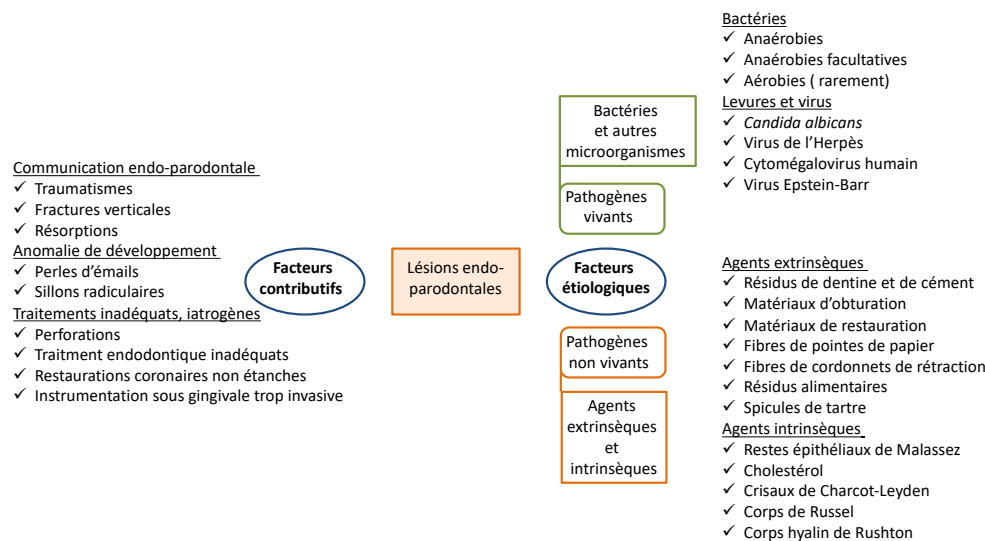 Communication endo-parodontale
✓ Traumatismes
✓ Fractures verticales
✓ Résorptions
Anomalie de développement
✓ Perles d'émails
✓ Sillons radiculaires
Traitements inadéquats, iatrogènes
✓ Perforations
✓ Traitment endodontique inadéquats
✓ Restaurations coronaires non étanches
✓ Instrumentation sous gingivale trop invasive
Facteurs
contributifs
Lésions endo-
parodontales
Facteurs
étiologiques
Bactéries
et autres
microorganismes
Pathogènes
vivants
Pathogènes
non vivants
Agents
extrinsèques
et
intrinsèques
Bactéries
✓ Anaérobies
✓ Anaérobies facultatives
✓ Aérobies ( rarement)
Levures et virus
✓ Candida albicans
✓ Virus de l'Herpès
✓ Cytomégalovirus humain
✓ Virus Epstein-Barr
Agents extrinsèques
✓ Résidus de dentine et de cément
✓ Matériaux d'obturation
✓ Matériaux de restauration
✓ Fibres de pointes de papier
✓ Fibres de cordonnets de rétraction
✓ Résidus alimentaires
✓ Spicules de tartre
Agents intrinsèques
✓ Restes épithéliaux de Malassez
✓ Cholestérol
✓ Crisaux de Charcot-Leyden
✓ Corps de Russel
✓ Corps hyalin de Rushton